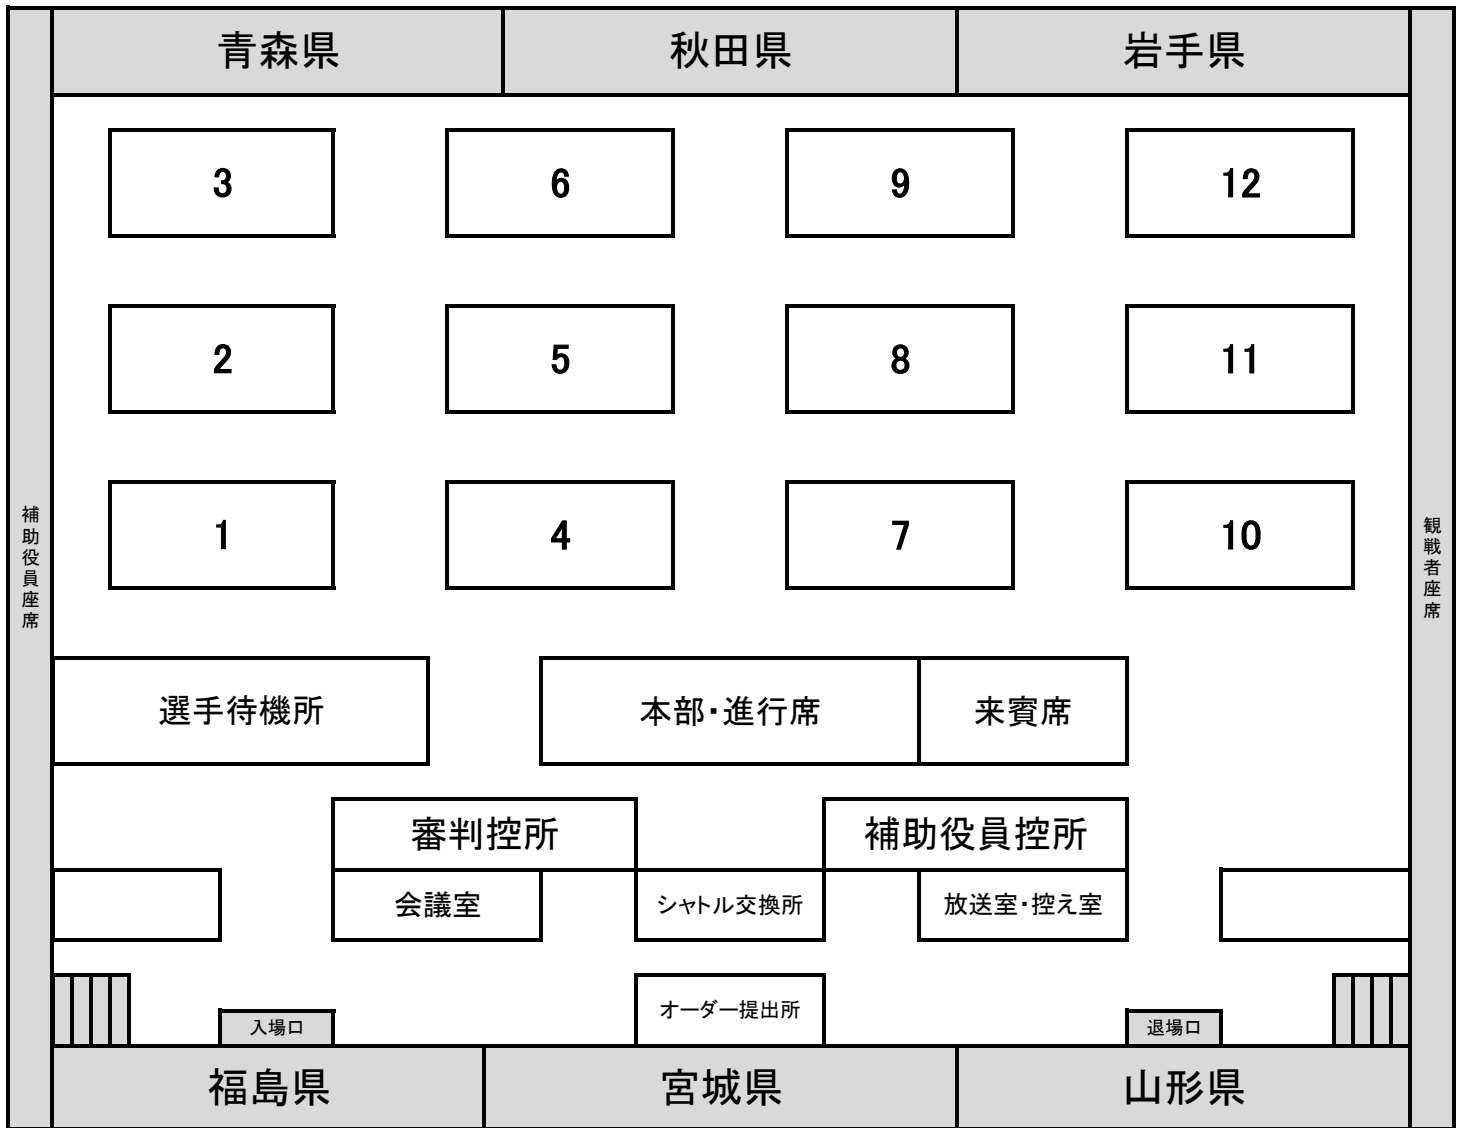 青森県
秋田県
岩手県
3
6
9
12
2
5
8
11
1
4
7
10
補助役員座席
観戦者座席
選手待機所
本部・進行席
来賓席
審判控所
補助役員控所
会議室
シャトル交換所
放送室・控え室
オーダー提出所
入場口
退場口
福島県
宮城県
山形県